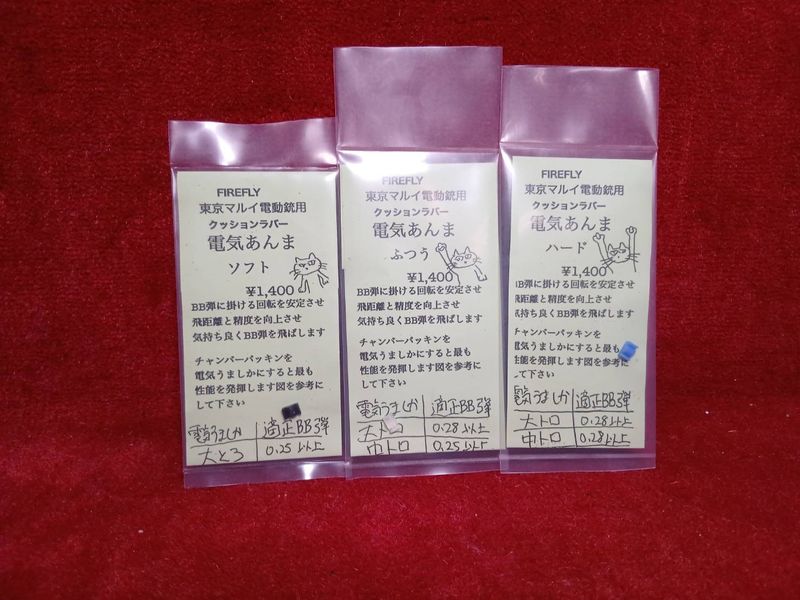 FIREFLY
東京マルイ電動銃用
クッションラバー
電気あんま
ソフト
¥1,400
BB弾に掛ける回転を安定させ
飛距離と精度を向上させ
気持ち良くBB弾を飛ばします
チャンバーパッキンを
電気うましかにすると最も
性能を発揮します図を参考に
して下さい
電気うましか 適正BB弾
大とろ 0.25以上
FIREFLY
東京マルイ電動銃用
クッションラバー
電気あんま
ふつう
¥1,400
BB弾に掛ける回転を安定させ
飛距離と精度を向上させ
気持ち良くBB弾を飛ばします
チャンバーパッキンを
電気うましかにすると最も
性能を発揮します図を参考に
して下さい
電気うましか 適正BB弾
大トロ 0.28以上
中トロ 0.25以上
FIREFLY
東京マルイ電動銃用
クッションラバー
電気あんま
ハード
¥1,400
BB弾に掛ける回転を安定させ
飛距離と精度を向上させ
気持ち良くBB弾を飛ばします
チャンバーパッキンを
電気うましかにすると最も
性能を発揮します図を参考に
して下さい
電気うましか 適正BB弾
大トロ 0.28以上
中トロ 0.28以上